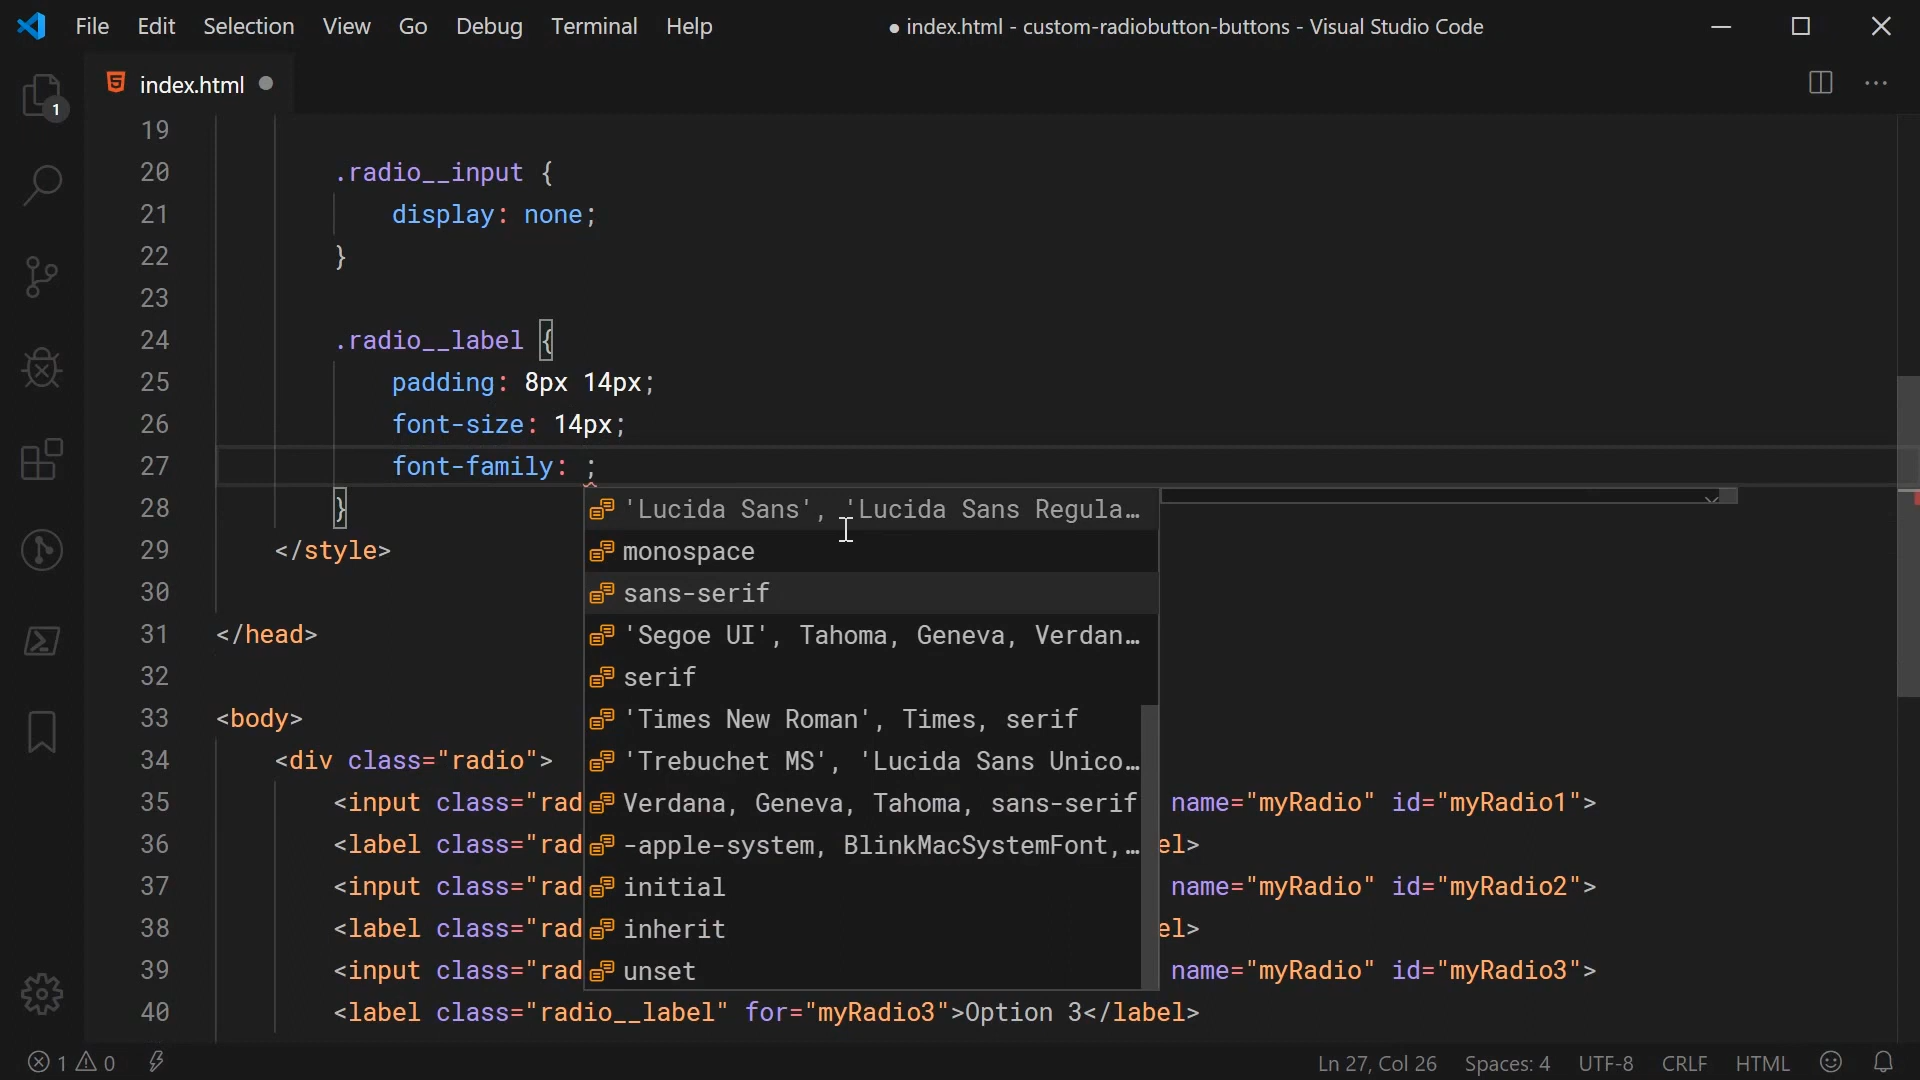 File Edit Selection View Go Debug Terminal Help ● index.html - custom-radiobutton-buttons - Visual Studio Code
index.html
1
19
20 .radio__input {
21 display: none;
22 }
23
24 .radio__label {
25 padding: 8px 14px;
26 font-size: 14px;
27 font-family: ;
28 }
'Lucida Sans', 'Lucida Sans Regula…
monospace
sans-serif
'Segoe UI', Tahoma, Geneva, Verdan…
serif
'Times New Roman', Times, serif
'Trebuchet MS', 'Lucida Sans Unico…
Verdana, Geneva, Tahoma, sans-serif
-apple-system, BlinkMacSystemFont,…
initial
inherit
unset
29 </style>
30
31 </head>
32
33 <body>
34 <div class="radio">
35 <input class="rad name="myRadio" id="myRadio1">
36 <label class="rad el>
37 <input class="rad name="myRadio" id="myRadio2">
38 <label class="rad el>
39 <input class="rad name="myRadio" id="myRadio3">
40 <label class="radio__label" for="myRadio3">Option 3</label>
1 0 Ln 27, Col 26 Spaces: 4 UTF-8 CRLF HTML